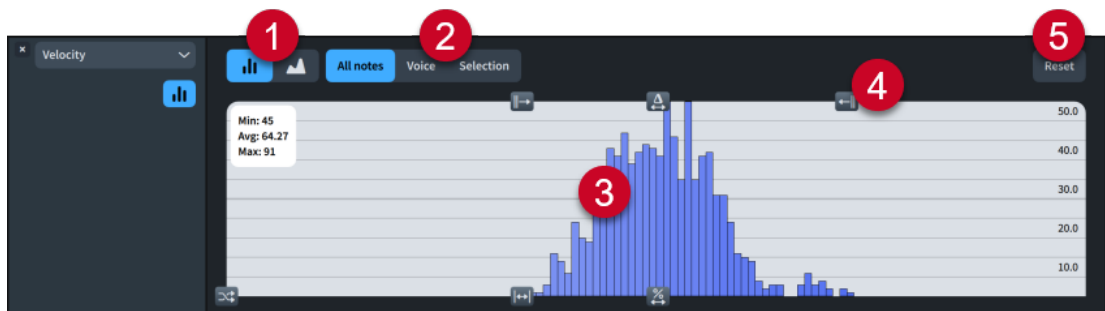 1
2
5
× Velocity
All notes Voice Selection
Reset
4
Min: 45
Avg: 64.27
Max: 91
50.0
40.0
3
30.0
20.0
10.0
%